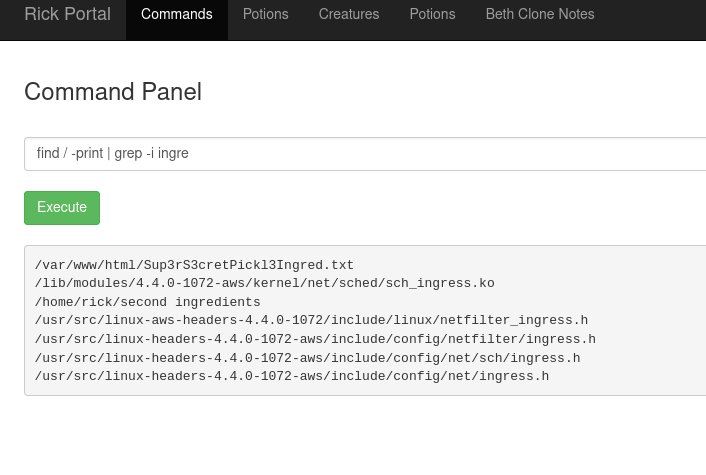 Rick Portal Commands Potions Creatures Potions Beth Clone Notes
Command Panel
find / -print | grep -i ingre
Execute
/var/www/html/Sup3rS3cretPickl3Ingred.txt
/lib/modules/4.4.0-1072-aws/kernel/net/sched/sch_ingress.ko
/home/rick/second ingredients
/usr/src/linux-aws-headers-4.4.0-1072/include/linux/netfilter_ingress.h
/usr/src/linux-headers-4.4.0-1072-aws/include/config/netfilter/ingress.h
/usr/src/linux-headers-4.4.0-1072-aws/include/config/net/sch/ingress.h
/usr/src/linux-headers-4.4.0-1072-aws/include/config/net/ingress.h